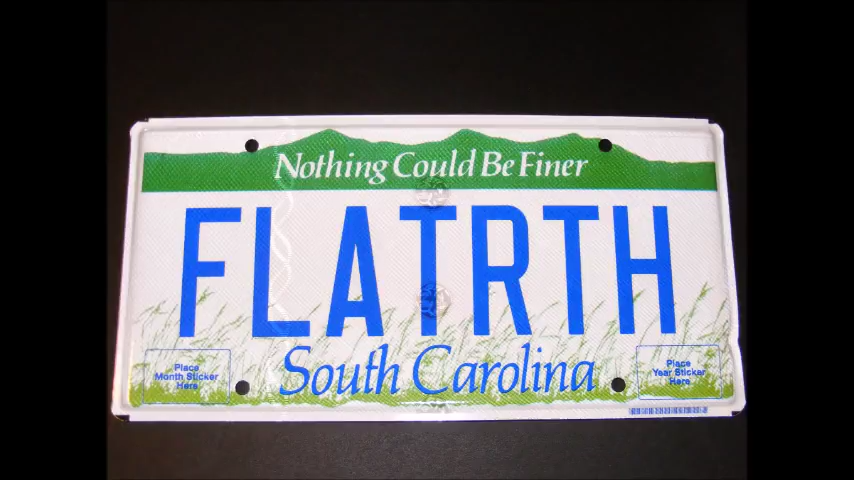 Nothing Could Be Finer
FLATRTH
South Carolina
Place
Month Sticker
Here
Place
Year Sticker
Here